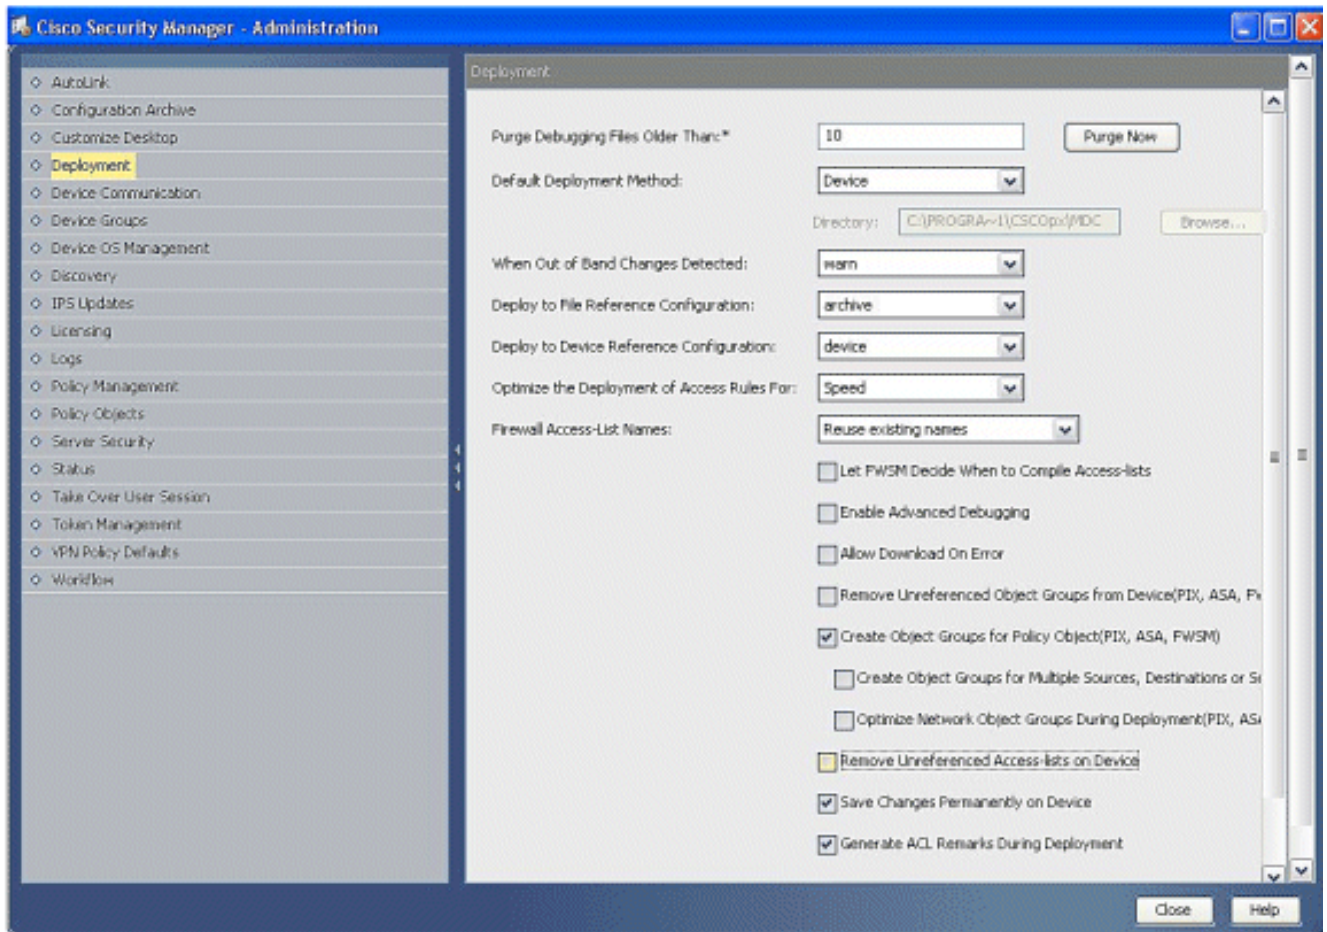 Cisco Security Manager - Administration
AutoLink
Configuration Archive
Customize Desktop
Deployment
Device Communication
Device Groups
Device OS Management
Discovery
IPS Updates
Licensing
Logs
Policy Management
Policy Objects
Server Security
Status
Take Over User Session
Token Management
VPN Policy Defaults
Workflow
Deployment
Purge Debugging Files Older Than:* 10 Purge Now
Default Deployment Method: Device
Directory: C:\PROGRA~1\CSCOpx\MDC Browse...
When Out of Band Changes Detected: warn
Deploy to File Reference Configuration: archive
Deploy to Device Reference Configuration: device
Optimize the Deployment of Access Rules For: Speed
Firewall Access-List Names: Reuse existing names
Let FWSM Decide When to Compile Access-lists
Enable Advanced Debugging
Allow Download On Error
Remove Unreferenced Object Groups from Device(PIX, ASA,
Create Object Groups for Policy Object(PIX, ASA, FWSM)
Create Object Groups for Multiple Sources, Destinations or
Optimize Network Object Groups During Deployment(PIX,
Remove Unreferenced Access-lists on Device
Save Changes Permanently on Device
Generate ACL Remarks During Deployment
Close Help